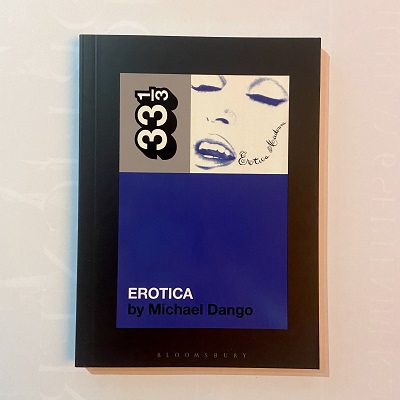 33 1/3
Erotica Madonna
EROTICA
by Michael Dango
BLOOMSBURY